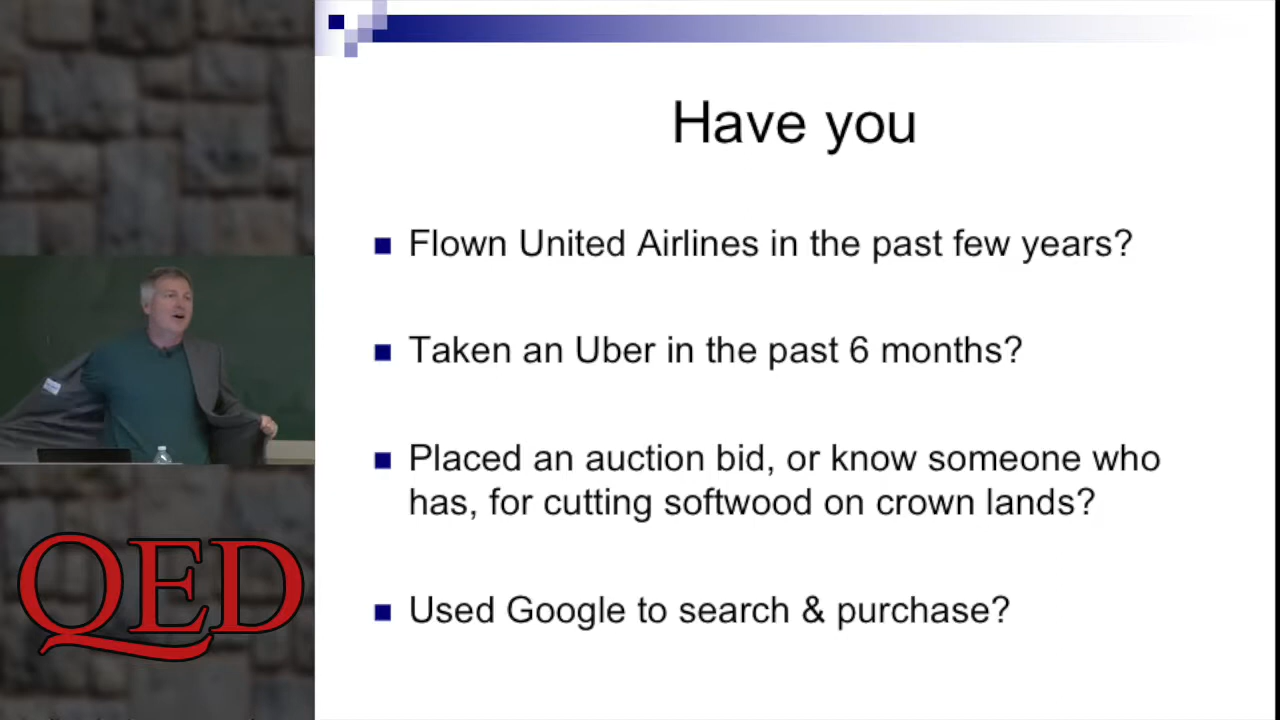 Have you
Flown United Airlines in the past few years?
Taken an Uber in the past 6 months?
Placed an auction bid, or know someone who
has, for cutting softwood on crown lands?
Used Google to search & purchase?
QED